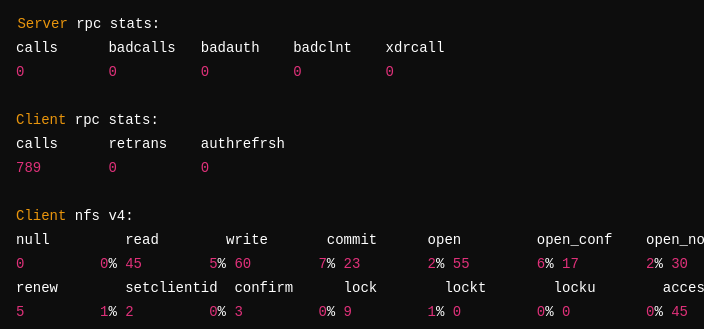 Server rpc stats:
calls      badcalls   badauth    badclnt    xdrcall
0          0          0          0          0
Client rpc stats:
calls      retrans    authrefrsh
789        0          0
Client nfs v4:
null         read        write       commit      open         open_conf    open_no
0         0% 45        5% 60        7% 23        2% 55        6% 17        2% 30
renew        setclientid  confirm      lock        lockt        locku        acces
5         1% 2         0% 3         0% 9         1% 0         0% 0         0% 45